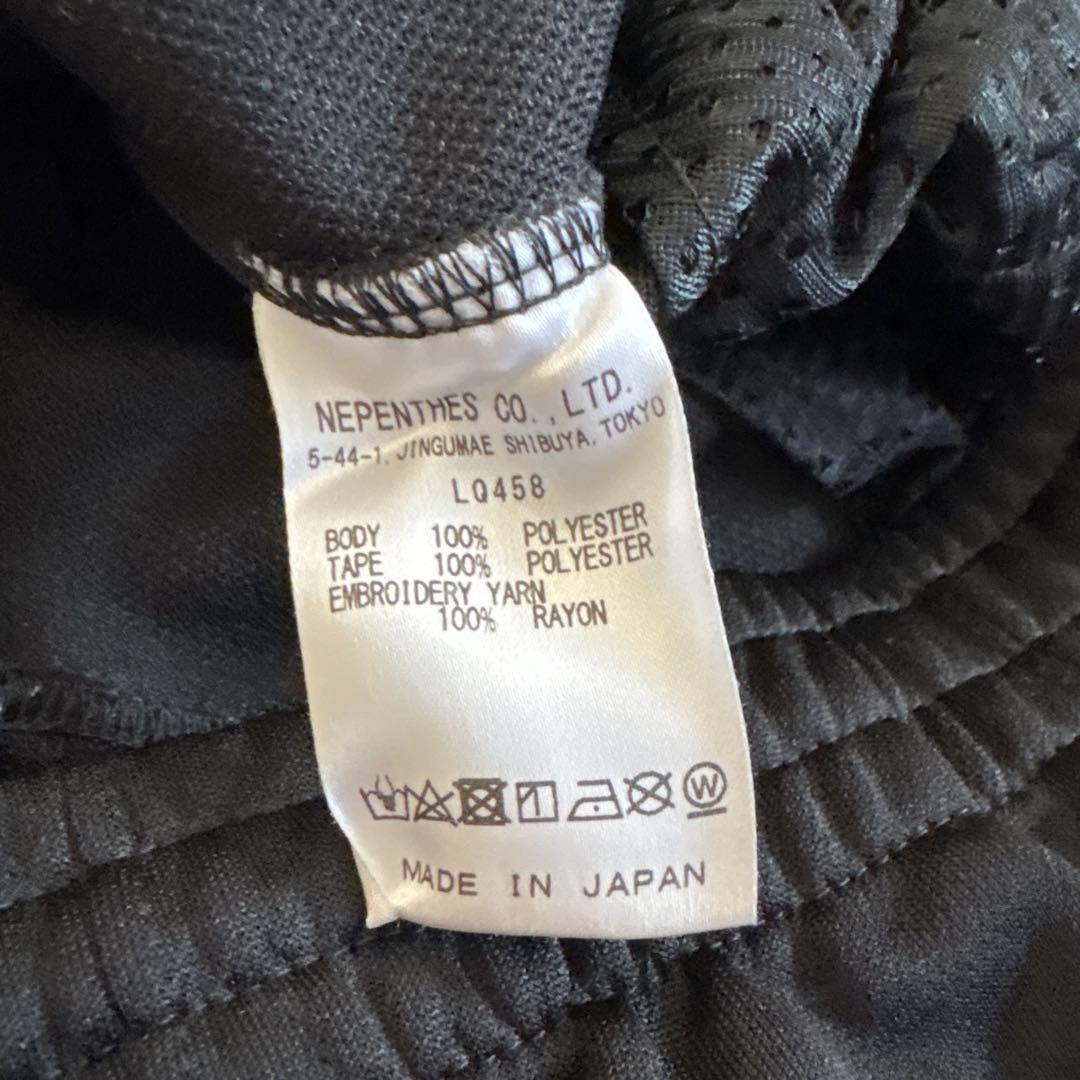 NEPENTHES CO., LTD.
5-44-1, JINGUMAE SHIBUYA, TOKYO
LQ458
BODY 100% POLYESTER
TAPE 100% POLYESTER
EMBROIDERY YARN
100% RAYON
W
MADE IN JAPAN